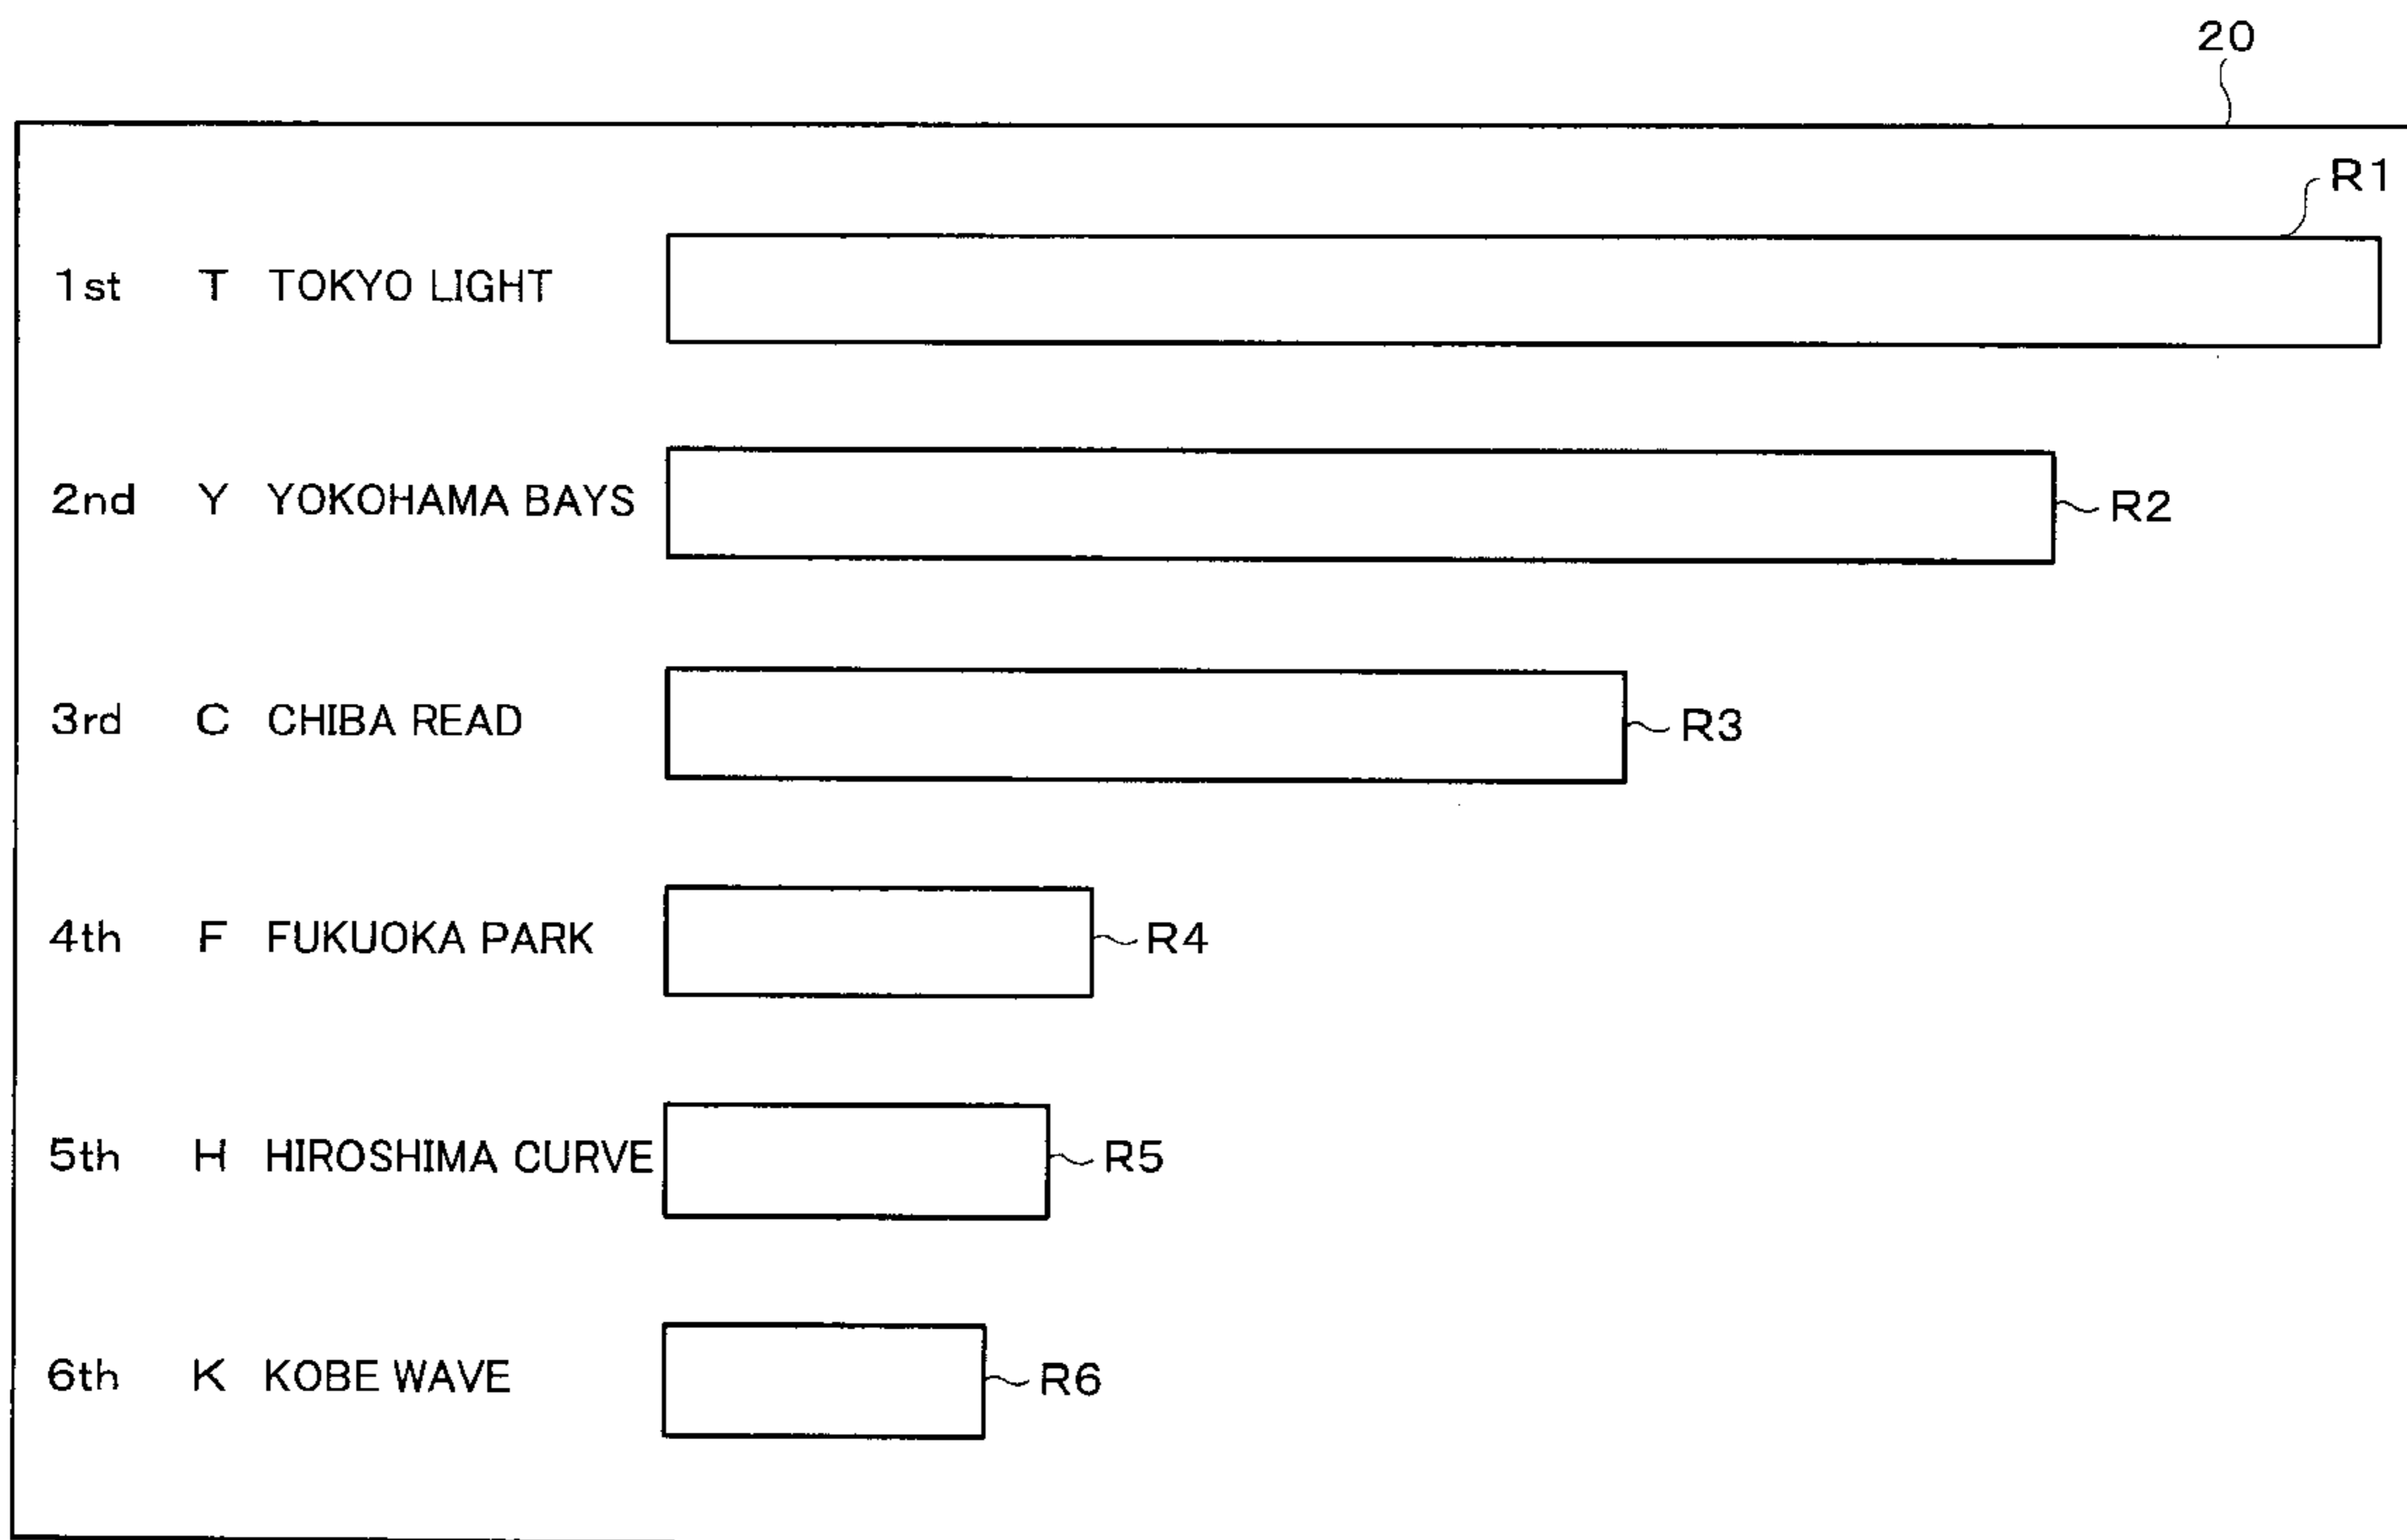 20
R1
1st T TOKYO LIGHT
2nd Y YOKOHAMA BAYS R2
3rd C CHIBA READ R3
4th F FUKUOKA PARK R4
5th H HIROSHIMA CURVE R5
6th K KOBE WAVE R6